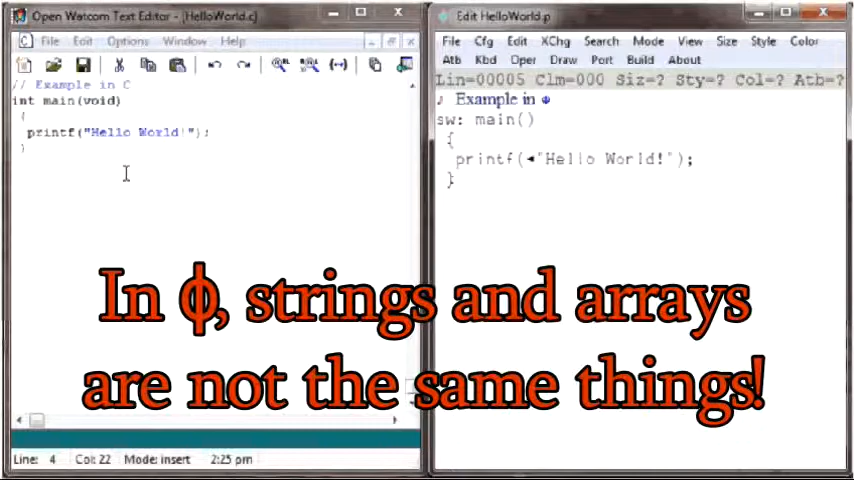 Open Watcom Text Editor - [HelloWorld.c]
File Edit Options Window Help
// Example in C
int main(void)
{
printf("Hello World!");
}
Line: 4 Col: 22 Mode: insert 2:25 pm
Edit HelloWorld.p
File Cfg Edit XChg Search Mode View Size Style Color
Atb Kbd Oper Draw Port Build About
Lin=00005 Clm=000 Siz=? Sty=? Col=? Atb=?
♪ Example in ɸ
sw: main()
{
printf(◄"Hello World!");
}
In ɸ, strings and arrays
are not the same things!